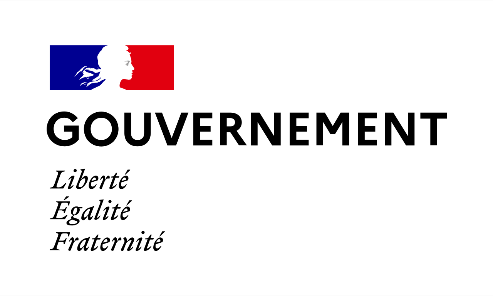 GOUVERNEMENT
Liberté
Égalité
Fraternité